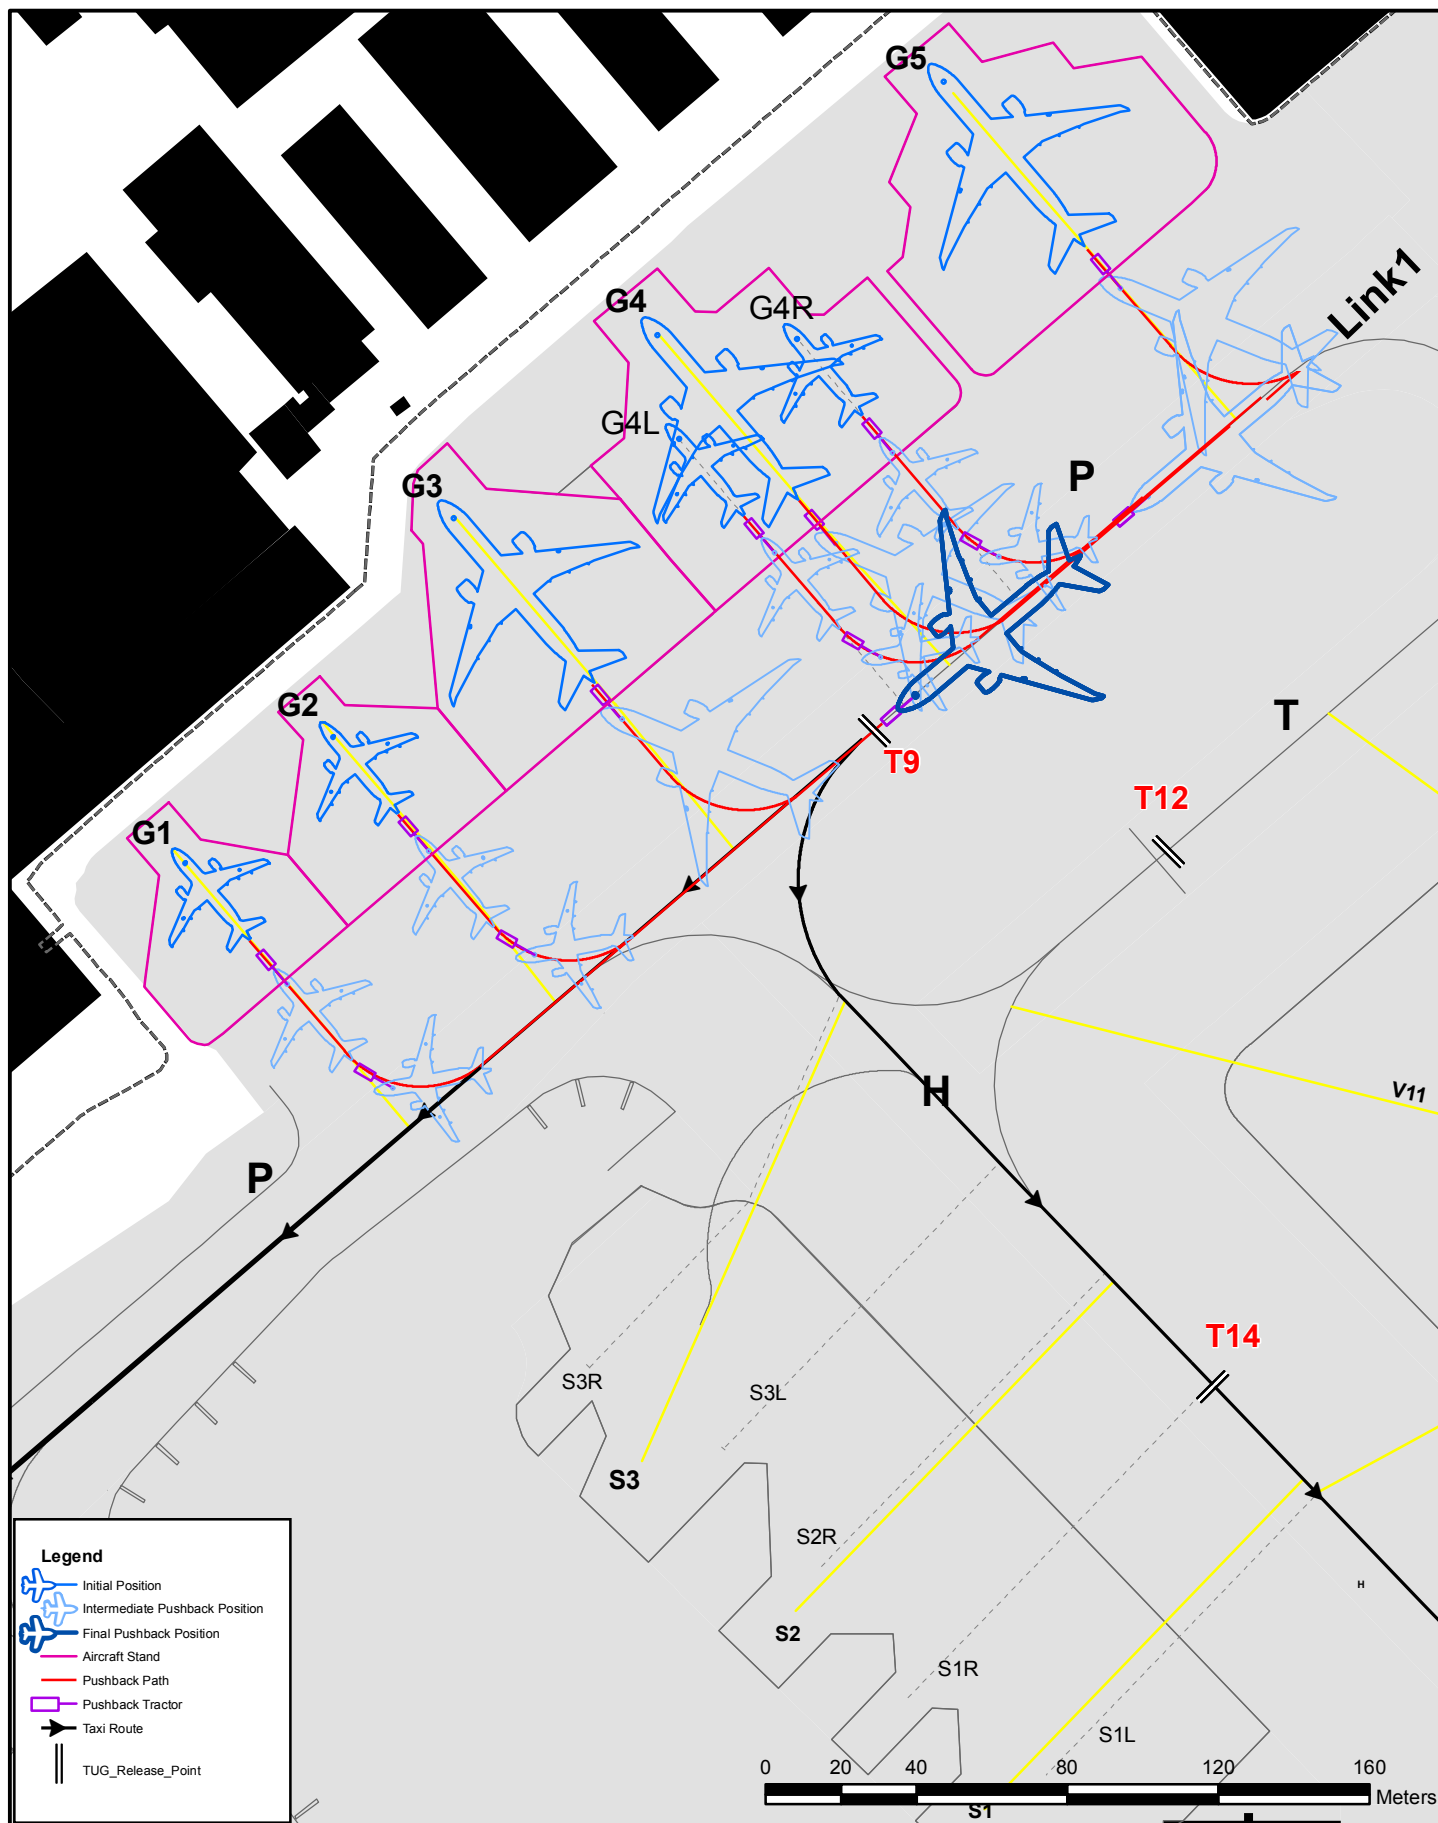 G5
Link1
G4
G4R
G4L
P
G3
G2
T
T9
T12
G1
H
V11
P
T14
S3R
S3L
S3
S2R
H
S2
S1R
S1L
S1
Legend
Initial Position
Intermediate Pushback Position
Final Pushback Position
Aircraft Stand
Pushback Path
Pushback Tractor
Taxi Route
TUG_Release_Point
0 20 40 80 120 160
Meters